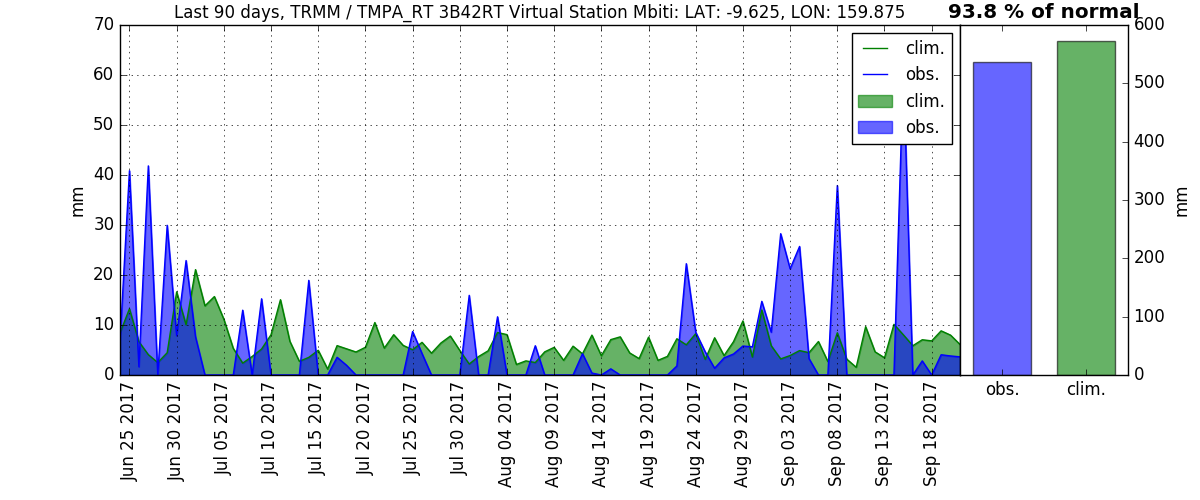 Last 90 days, TRMM / TMPA_RT 3B42RT Virtual Station Mbiti: LAT: -9.625, LON: 159.875
93.8 % of normal
70
60
50
40
30
20
10
0
mm
clim.
obs.
clim.
obs.
600
500
400
300
200
100
0
mm
obs.
clim.
Jun 25 2017
Jun 30 2017
Jul 05 2017
Jul 10 2017
Jul 15 2017
Jul 20 2017
Jul 25 2017
Jul 30 2017
Aug 04 2017
Aug 09 2017
Aug 14 2017
Aug 19 2017
Aug 24 2017
Aug 29 2017
Sep 03 2017
Sep 08 2017
Sep 13 2017
Sep 18 2017